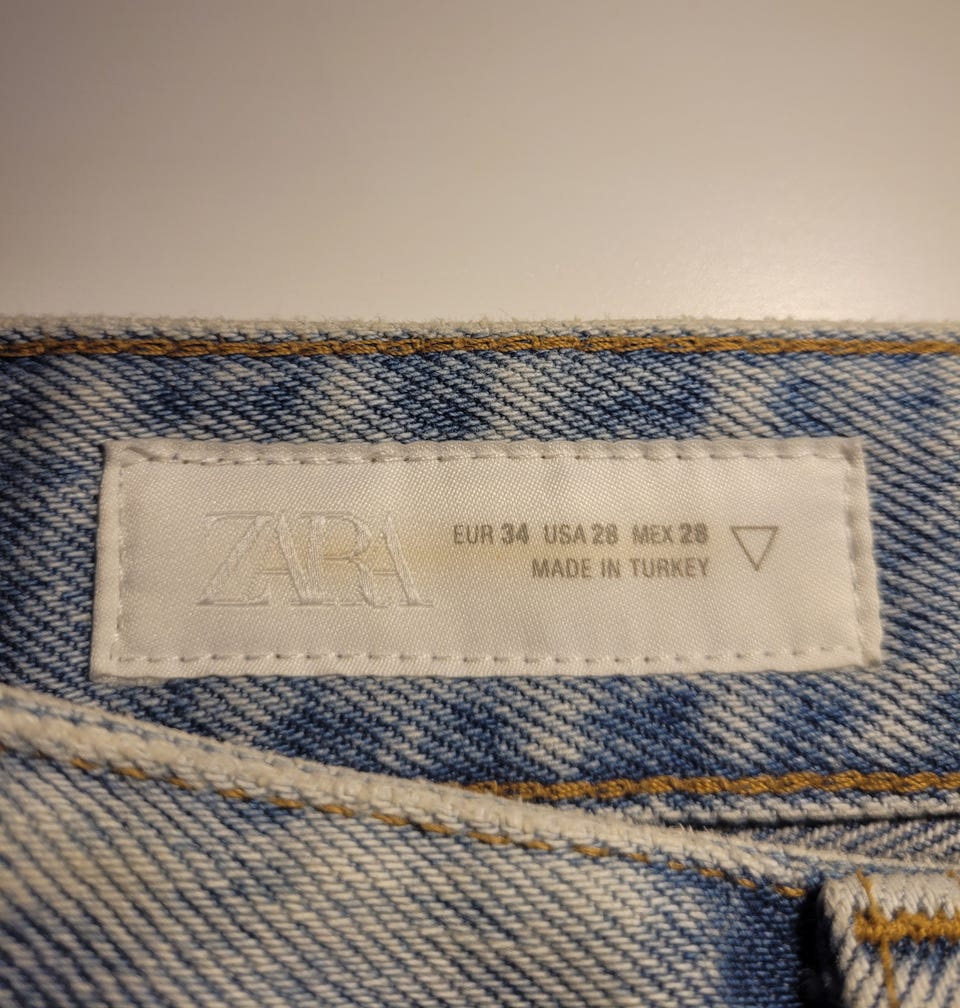 ZARA
EUR 34 USA 28 MEX 28
MADE IN TURKEY